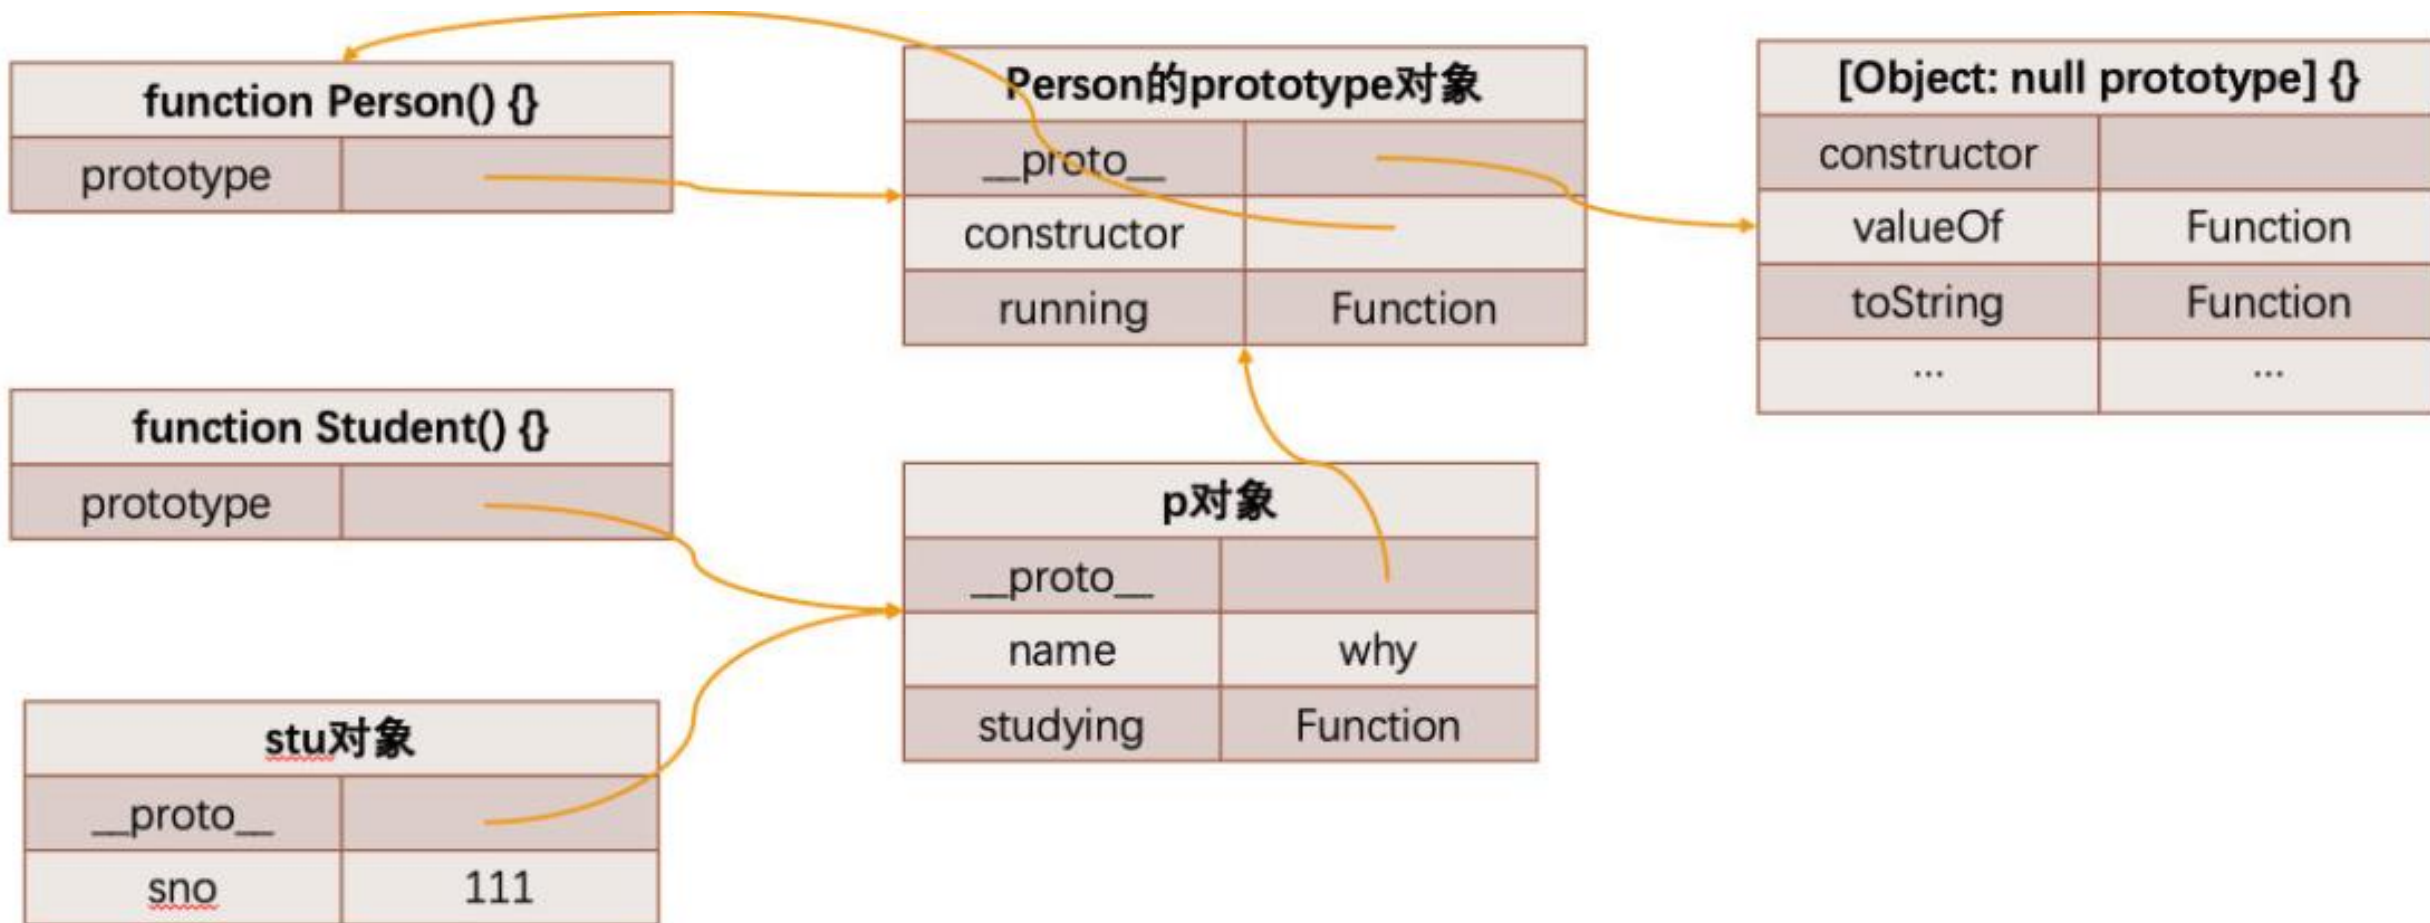 function Person() {}
prototype
Person的prototype对象
__proto__
constructor
running Function
[Object: null prototype] {}
constructor
valueOf Function
toString Function
... ...
function Student() {}
prototype
p对象
__proto__
name why
studying Function
stu对象
__proto__
sno 111